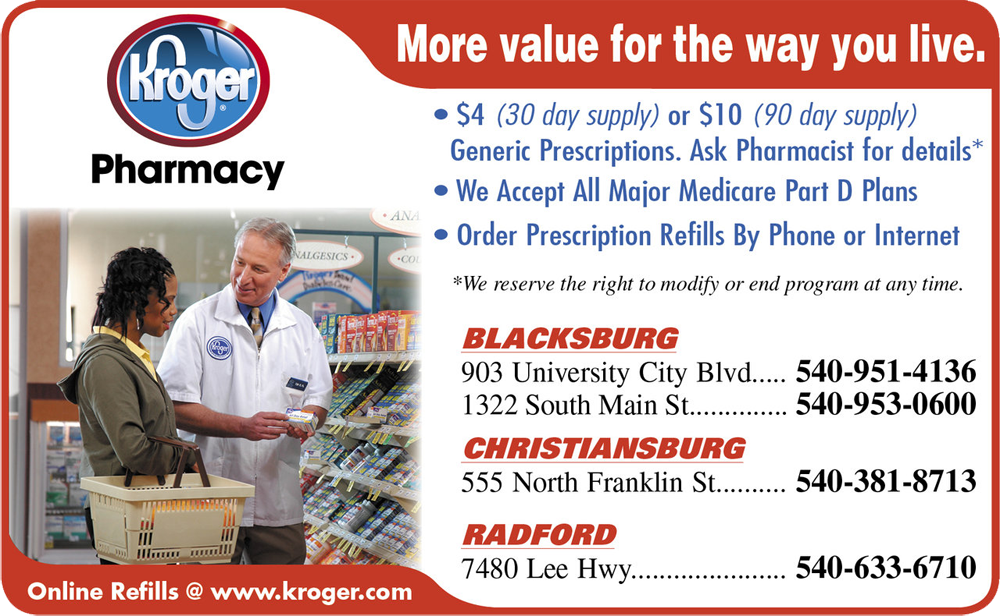 Kroger
Pharmacy
More value for the way you live.
• $4 (30 day supply) or $10 (90 day supply)
Generic Prescriptions. Ask Pharmacist for details*
• We Accept All Major Medicare Part D Plans
• Order Prescription Refills By Phone or Internet
*We reserve the right to modify or end program at any time.
BLACKSBURG
903 University City Blvd..... 540-951-4136
1322 South Main St.............. 540-953-0600
CHRISTIANSBURG
555 North Franklin St.......... 540-381-8713
RADFORD
7480 Lee Hwy...................... 540-633-6710
• ANA
NALGESICS •
•COU
Kroger
Online Refills @ www.kroger.com